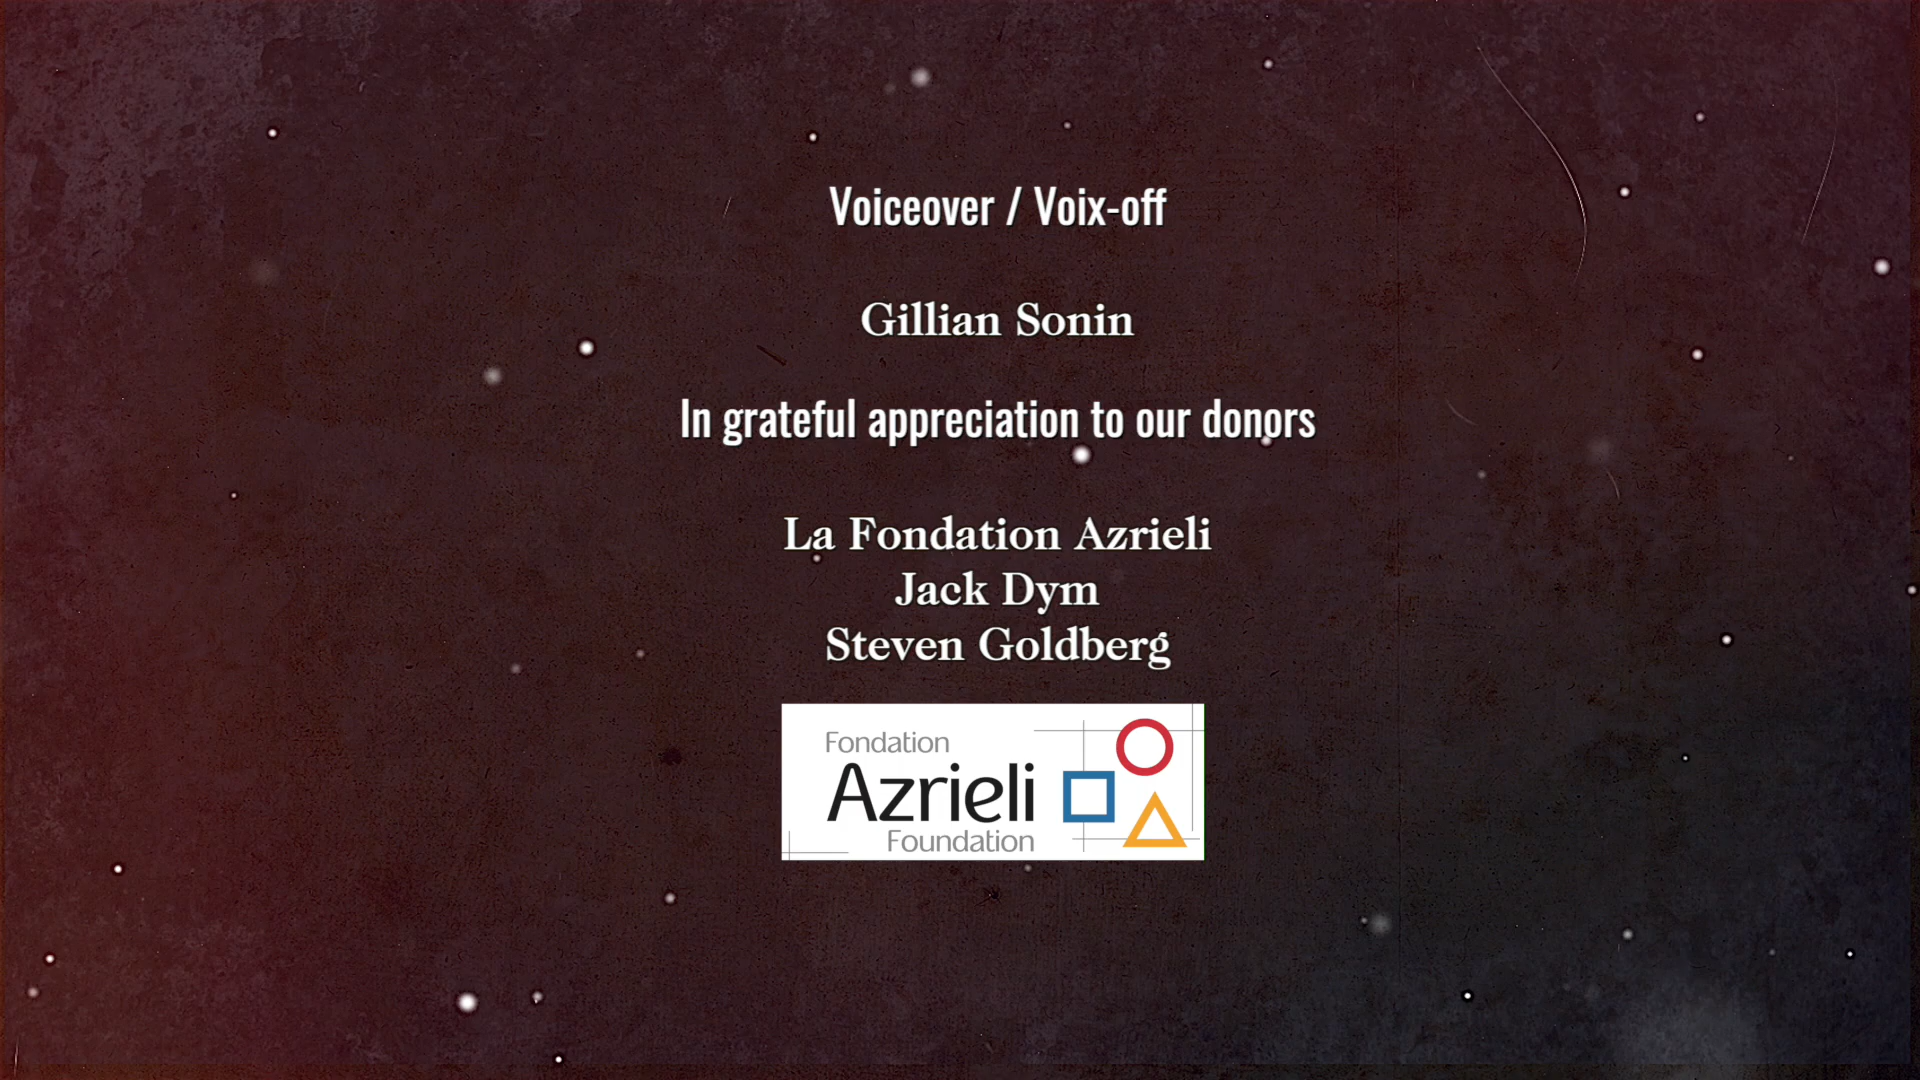 Voiceover / Voix-off
Gillian Sonin
In grateful appreciation to our donors
La Fondation Azrieli
Jack Dym
Steven Goldberg
Fondation
Azrieli
Foundation